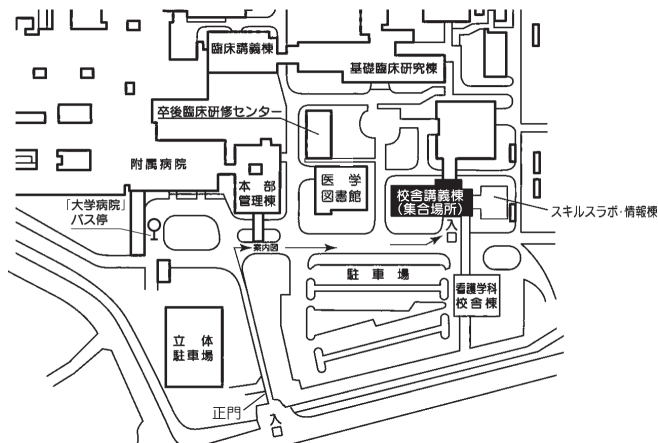 臨床講義棟
基礎臨床研究棟
卒後臨床研修センター
附属病院
本部
管理棟
医学
図書館
校舎講義棟
(集合場所)
スキルスラボ・情報棟
「大学病院」
バス停
入口
案内図
駐車場
看護学科
校舎棟
立体
駐車場
正門
入口